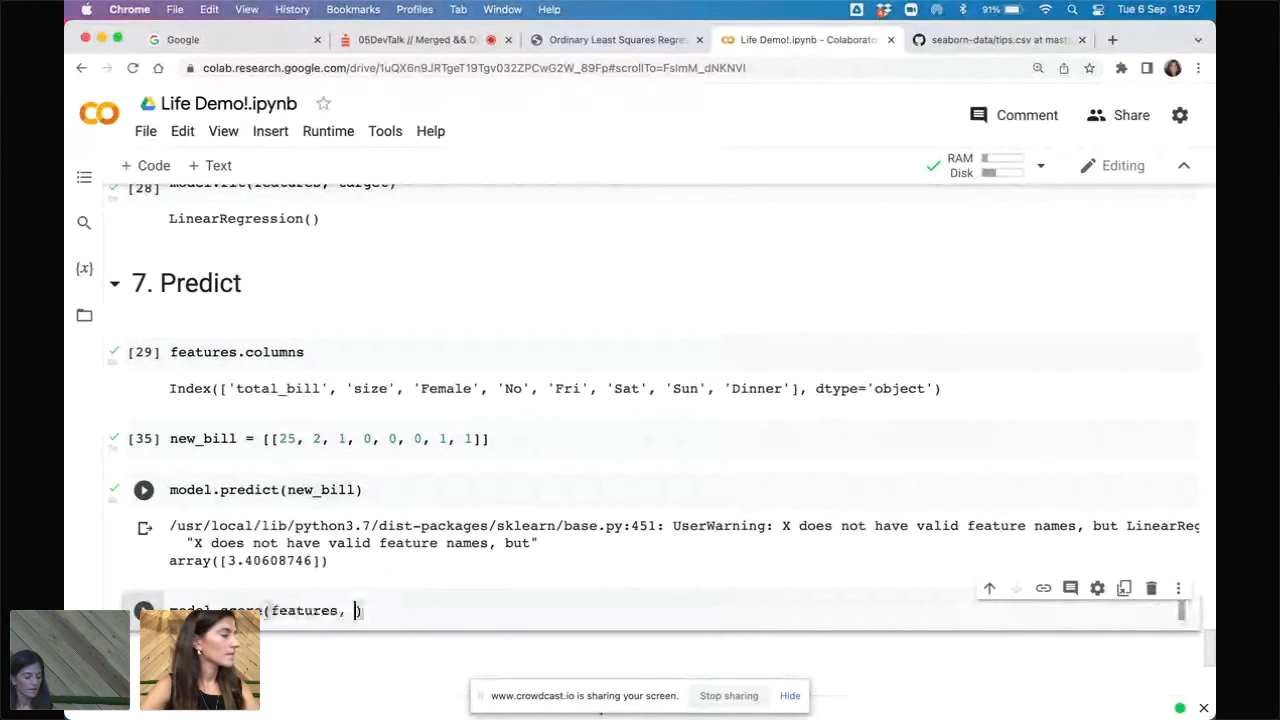 Chrome File Edit View History Bookmarks Profiles Tab Window Help 91% Tue 6 Sep 19:57
Google 05DevTalk // Merged && D Ordinary Least Squares Regre Life Demo!.ipynb - Colaborato seaborn-data/tips.csv at mast
colab.research.google.com/drive/1uQX6n9JRTgeT19Tgv032ZPCwG2W_89Fp#scrollTo=FslmM_dNKNVI
Life Demo!.ipynb
Comment Share
File Edit View Insert Runtime Tools Help
+ Code + Text
RAM
Disk
Editing
[28] model.fit(features, target)
LinearRegression()
7. Predict
[29] features.columns
Index(['total_bill', 'size', 'Female', 'No', 'Fri', 'Sat', 'Sun', 'Dinner'], dtype='object')
[35] new_bill = [[25, 2, 1, 0, 0, 0, 1, 1]]
model.predict(new_bill)
/usr/local/lib/python3.7/dist-packages/sklearn/base.py:451: UserWarning: X does not have valid feature names, but LinearReg
"X does not have valid feature names, but"
array([3.40608746])
model.score(features, )
www.crowdcast.io is sharing your screen. Stop sharing Hide